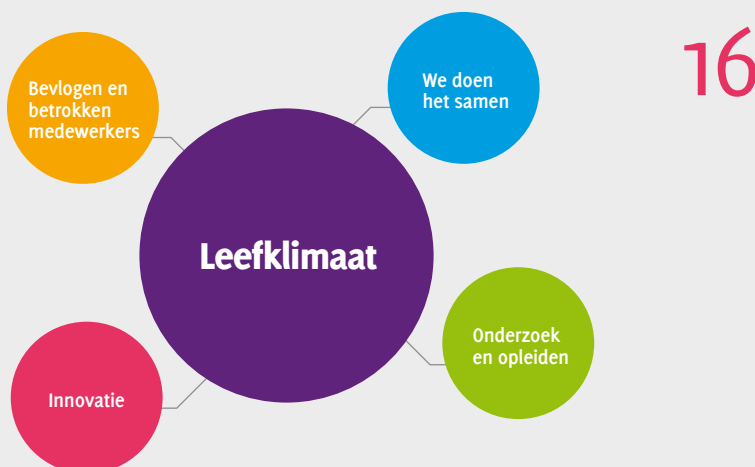 16
Bevlogen en
betrokken
medewerkers
We doen
het samen
Leefklimaat
Onderzoek
en opleiden
Innovatie